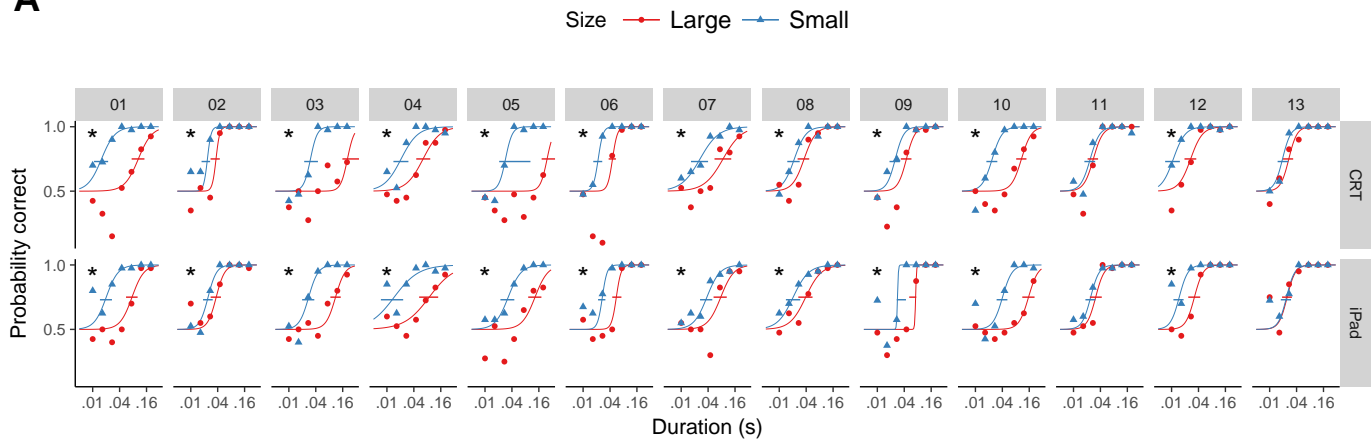 A
Size Large Small
01 02 03 04 05 06 07 08 09 10 11 12 13
1.0 * * * * * * * * * * *
0.5
CRT
1.0 * * * * * * * * * * *
0.5
iPad
Probability correct
.01 .04 .16 .01 .04 .16 .01 .04 .16 .01 .04 .16 .01 .04 .16 .01 .04 .16 .01 .04 .16 .01 .04 .16 .01 .04 .16 .01 .04 .16 .01 .04 .16 .01 .04 .16 .01 .04 .16
Duration (s)